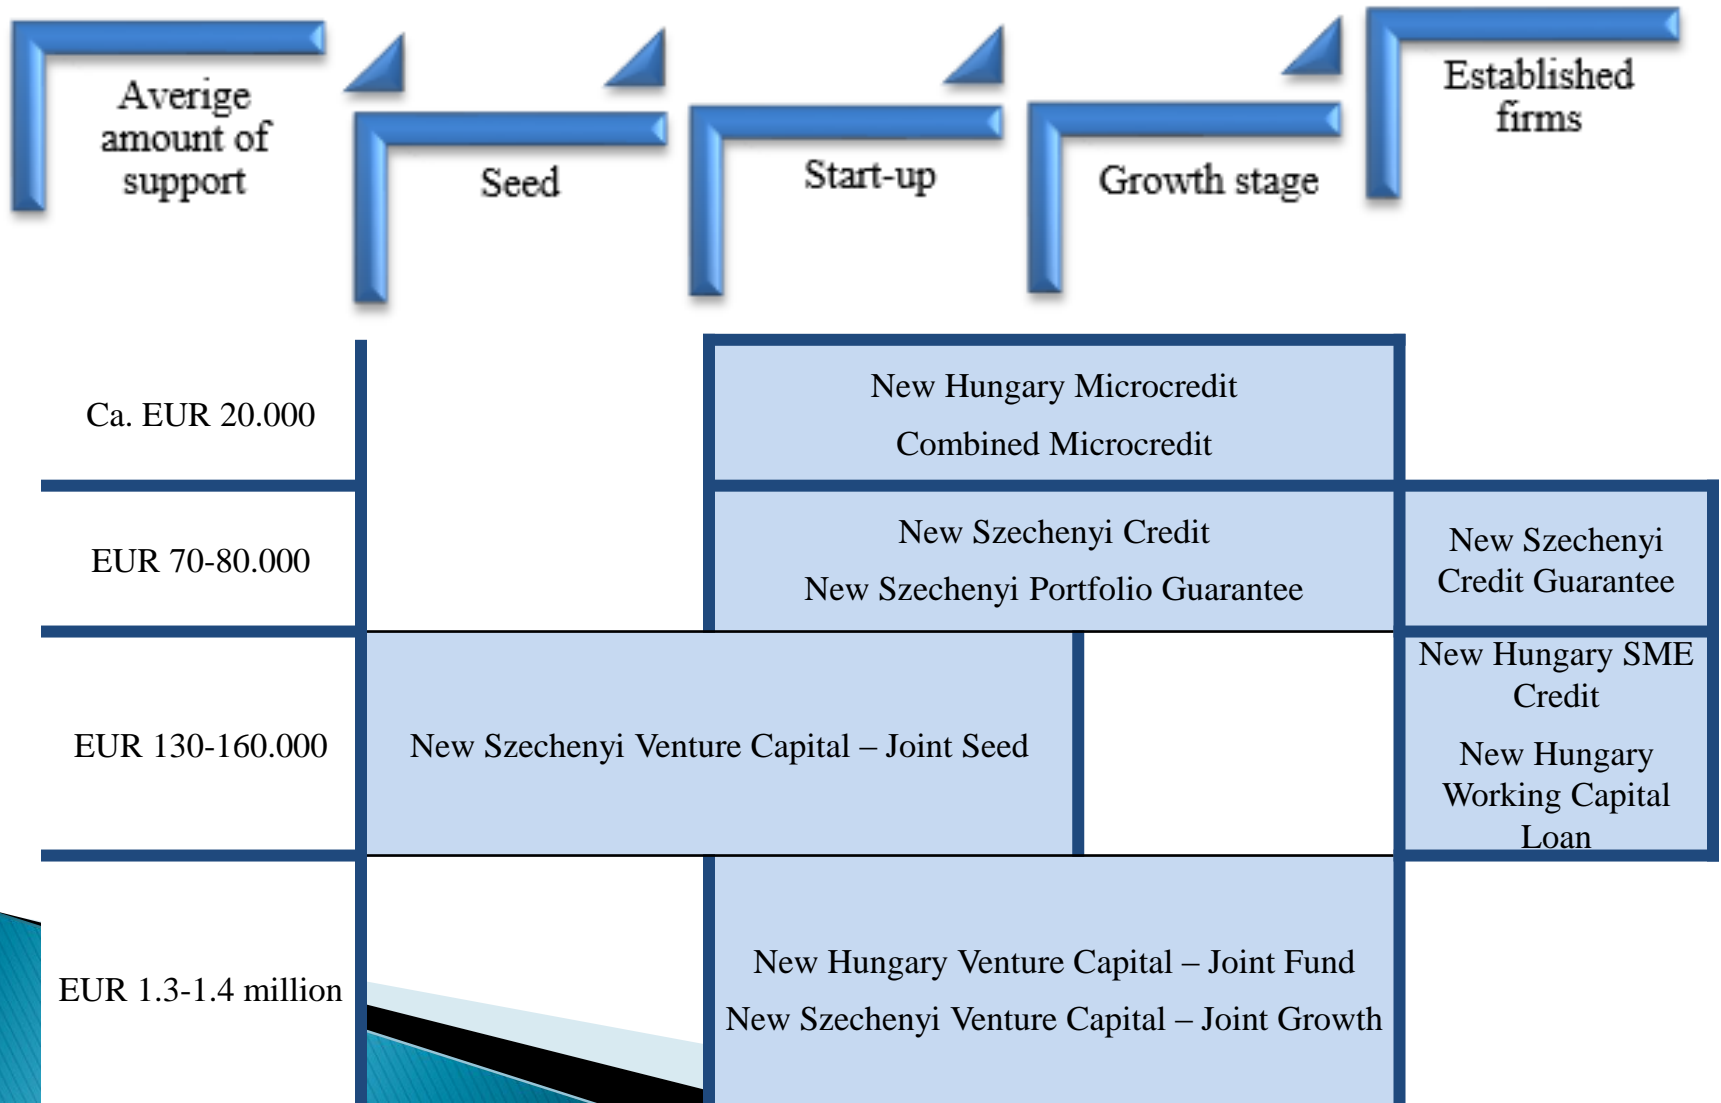 Averige
amount of
support
Seed
Start-up
Growth stage
Established
firms
Ca. EUR 20.000
New Hungary Microcredit
Combined Microcredit
EUR 70-80.000
New Szechenyi Credit
New Szechenyi Portfolio Guarantee
New Szechenyi
Credit Guarantee
EUR 130-160.000
New Szechenyi Venture Capital – Joint Seed
New Hungary SME
Credit
New Hungary
Working Capital
Loan
EUR 1.3-1.4 million
New Hungary Venture Capital – Joint Fund
New Szechenyi Venture Capital – Joint Growth